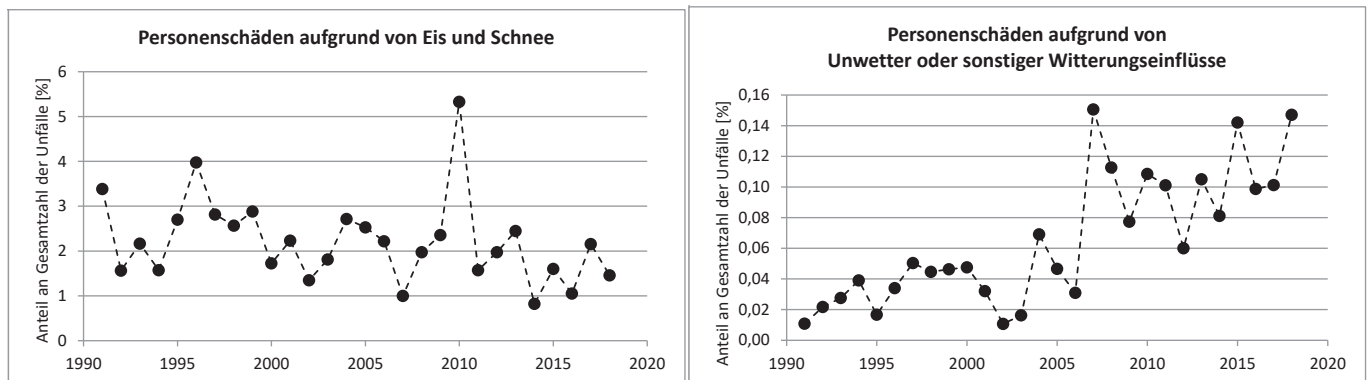 Personenschäden aufgrund von Eis und Schnee
Anteil an Gesamtzahl der Unfälle [%]
6
5
4
3
2
1
0
1990 1995 2000 2005 2010 2015 2020
Personenschäden aufgrund von
Unwetter oder sonstiger Witterungseinflüsse
Anteil an Gesamtzahl der Unfälle [%]
0,16
0,14
0,12
0,10
0,08
0,06
0,04
0,02
0,00
1990 1995 2000 2005 2010 2015 2020